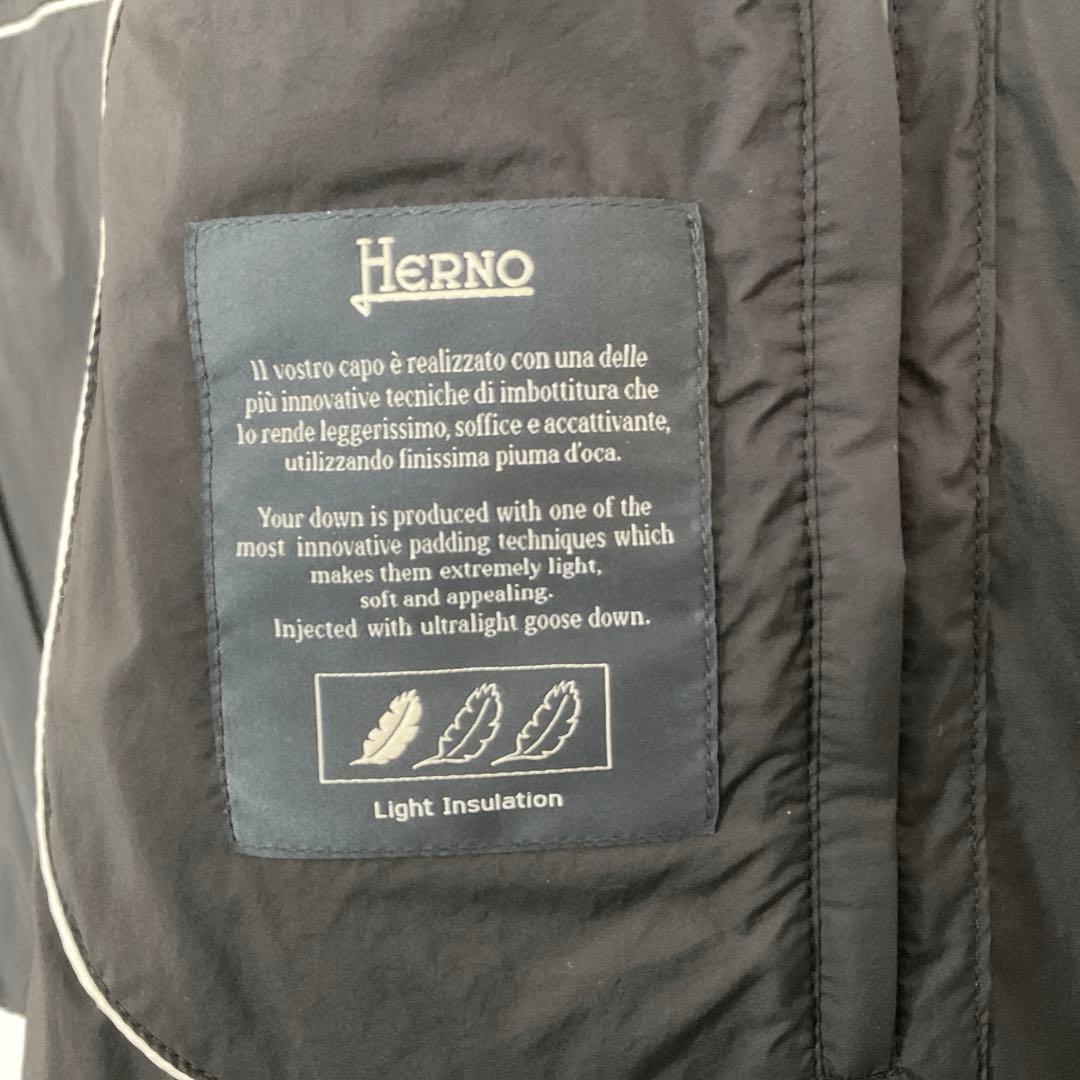 HERNO
Il vostro capo è realizzato con una delle
più innovative tecniche di imbottitura che
lo rende leggerissimo, soffice e accattivante,
utilizzando finissima piuma d'oca.
Your down is produced with one of the
most innovative padding techniques which
makes them extremely light,
soft and appealing.
Injected with ultralight goose down.
Light Insulation